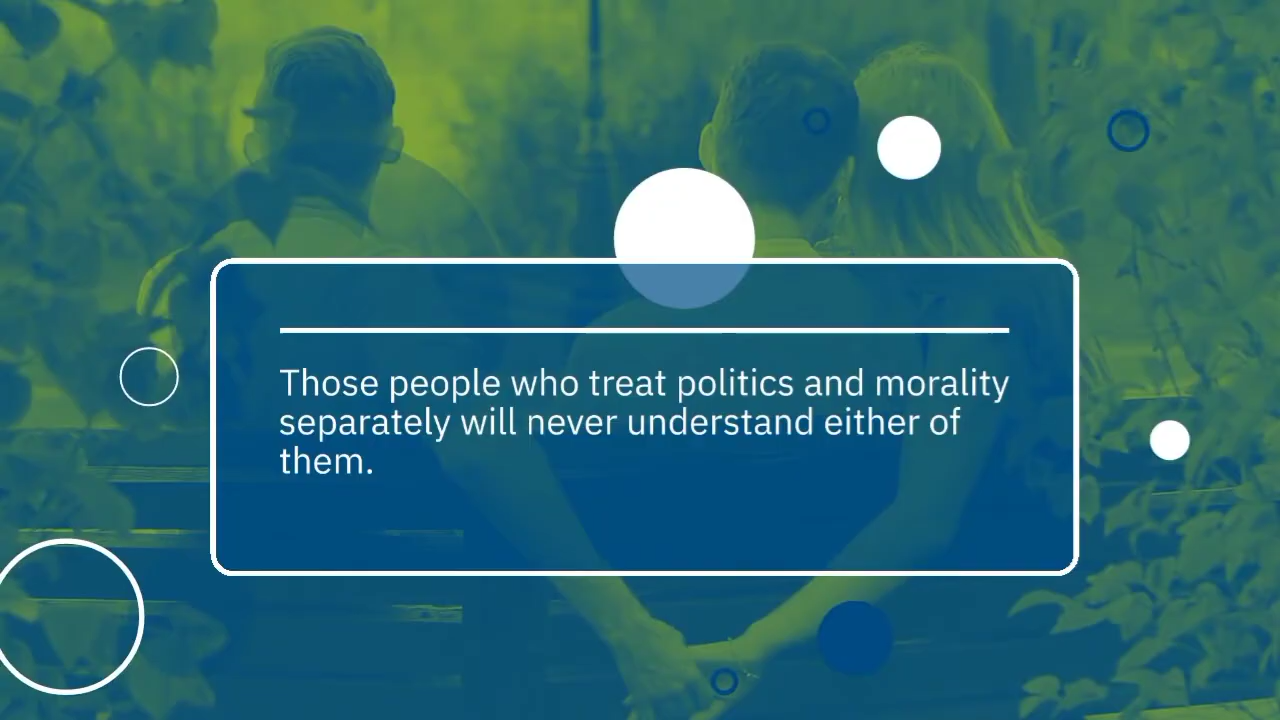 Those people who treat politics and morality
separately will never understand either of
them.